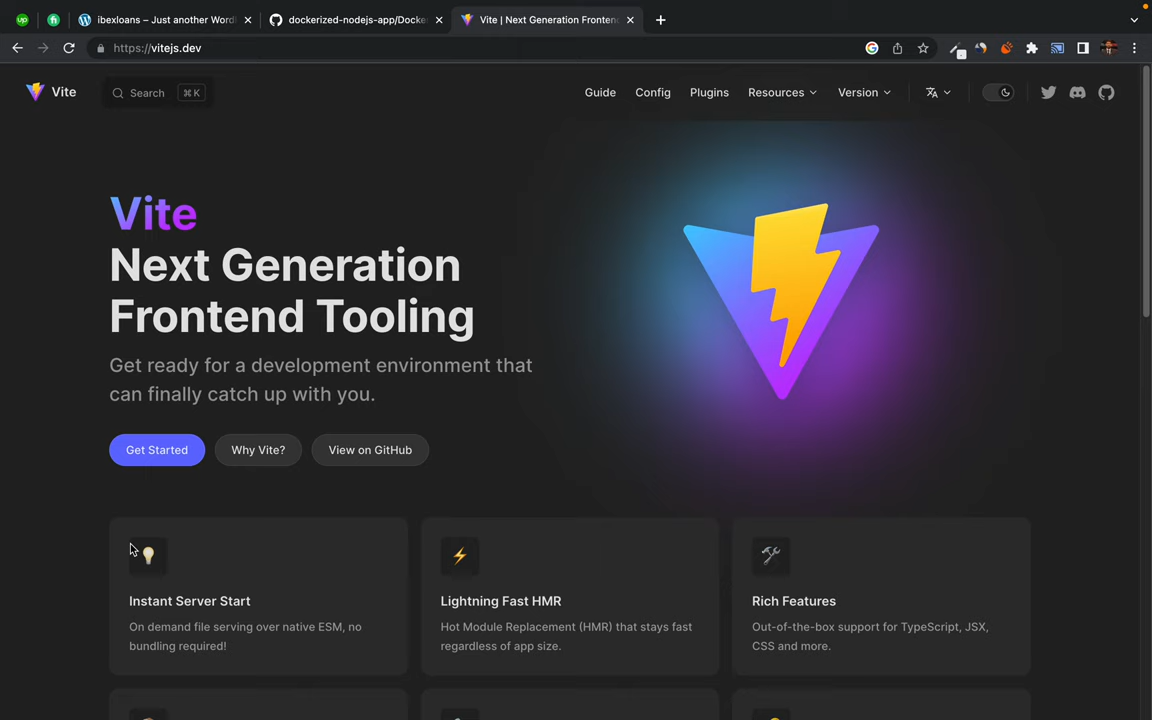 up
fi
ibexloans – Just another Word
dockerized-nodejs-app/Docke
Vite | Next Generation Frontend
https://vitejs.dev
Vite
Search
⌘ K
Guide
Config
Plugins
Resources
Version
Vite
Next Generation
Frontend Tooling
Get ready for a development environment that
can finally catch up with you.
Get Started
Why Vite?
View on GitHub
Instant Server Start
On demand file serving over native ESM, no
bundling required!
Lightning Fast HMR
Hot Module Replacement (HMR) that stays fast
regardless of app size.
Rich Features
Out-of-the-box support for TypeScript, JSX,
CSS and more.